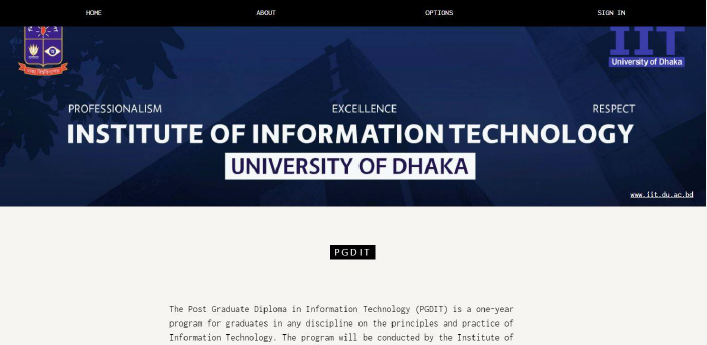 HOME ABOUT OPTIONS SIGN IN
IIT
University of Dhaka
PROFESSIONALISM EXCELLENCE RESPECT
INSTITUTE OF INFORMATION TECHNOLOGY
UNIVERSITY OF DHAKA
www.iit.du.ac.bd
PGDIT
The Post Graduate Diploma in Information Technology (PGDIT) is a one-year
program for graduates in any discipline on the principles and practice of
Information Technology. The program will be conducted by the Institute of